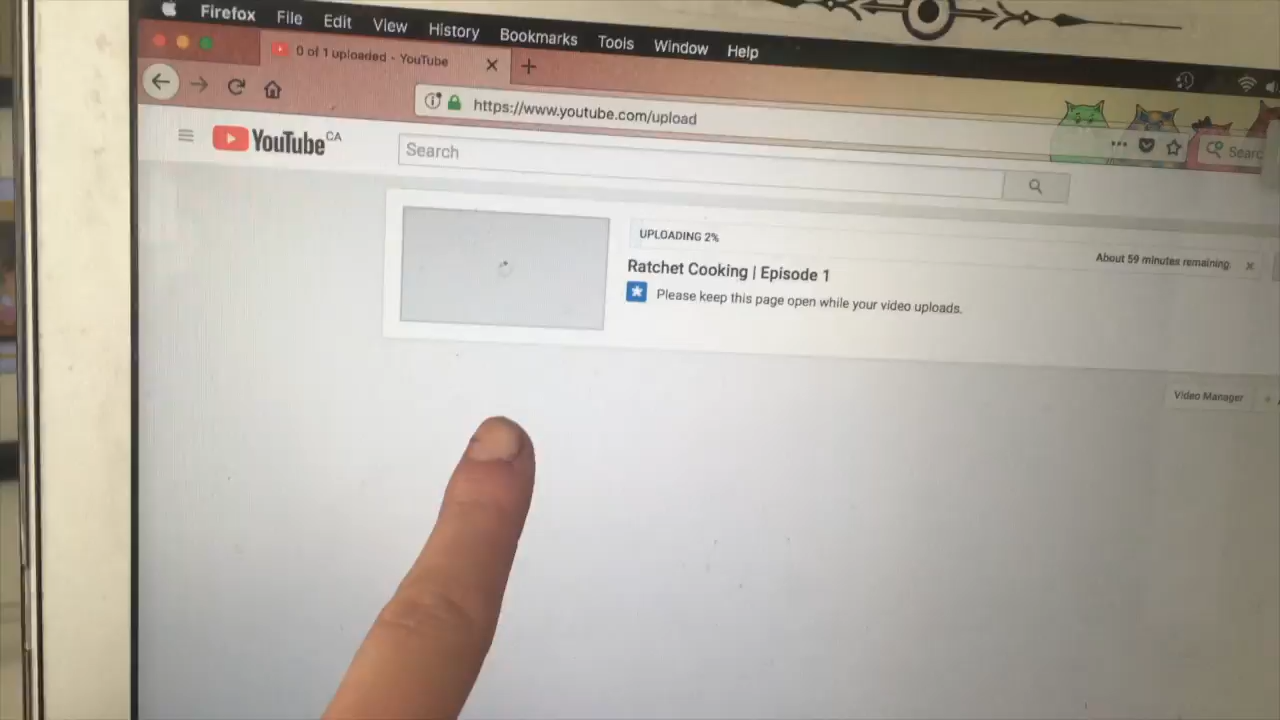 Firefox File Edit View History Bookmarks Tools Window Help
0 of 1 uploaded - YouTube
https://www.youtube.com/upload
Searc
YouTube CA
Search
UPLOADING 2%
About 59 minutes remaining
Ratchet Cooking | Episode 1
Please keep this page open while your video uploads.
Video Manager